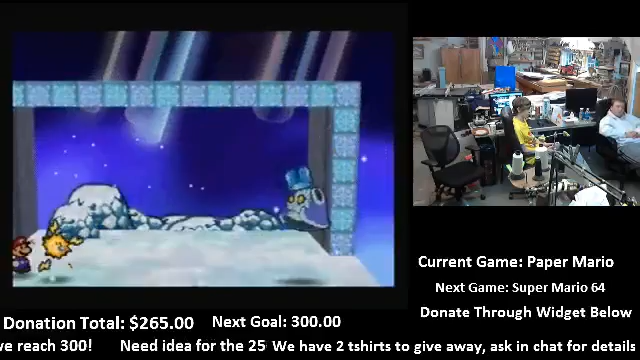 Current Game: Paper Mario
Next Game: Super Mario 64
Donate Through Widget Below
Donation Total: $265.00 Next Goal: 300.00
ve reach 300! Need idea for the 25 We have 2 tshirts to give away, ask in chat for details